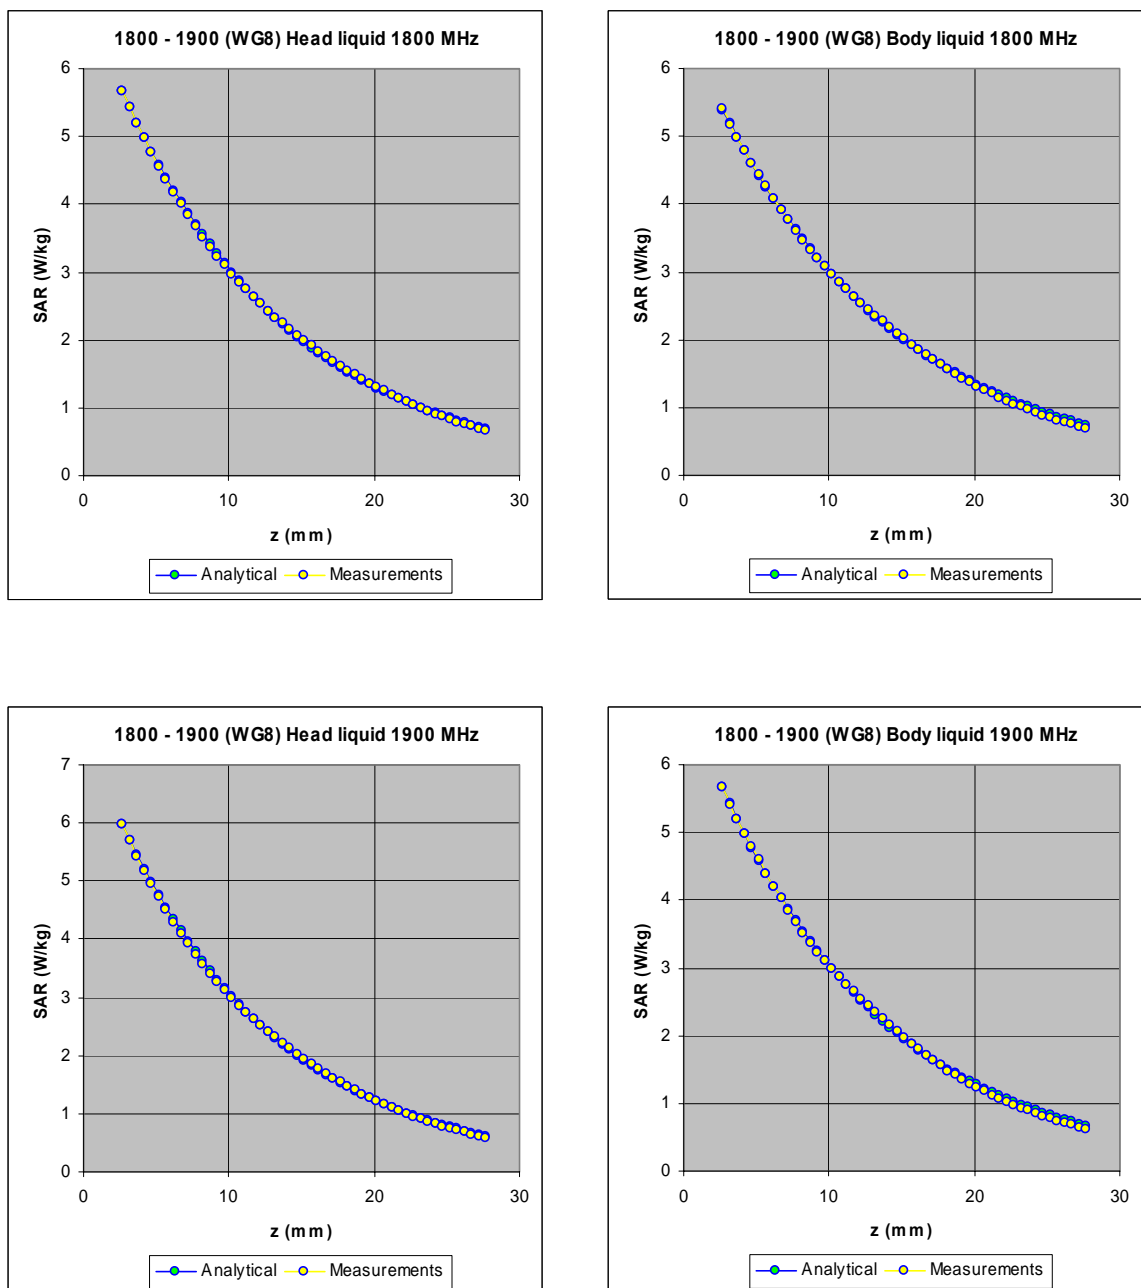 1800 - 1900 (WG8) Head liquid 1800 MHz
6
5
4
3
2
1
0
SAR (W/kg)
0 10 20 30
z (mm)
Analytical Measurements
1800 - 1900 (WG8) Body liquid 1800 MHz
6
5
4
3
2
1
0
SAR (W/kg)
0 10 20 30
z (mm)
Analytical Measurements
1800 - 1900 (WG8) Head liquid 1900 MHz
7
6
5
4
3
2
1
0
SAR (W/kg)
0 10 20 30
z (mm)
Analytical Measurements
1800 - 1900 (WG8) Body liquid 1900 MHz
6
5
4
3
2
1
0
SAR (W/kg)
0 10 20 30
z (mm)
Analytical Measurements